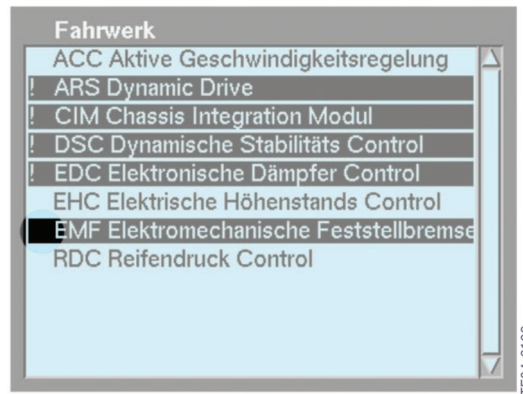 Fahrwerk
ACC Aktive Geschwindigkeitsregelung
! ARS Dynamic Drive
! CIM Chassis Integration Modul
! DSC Dynamische Stabilitäts Control
! EDC Elektronische Dämpfer Control
EHC Elektrische Höhenstands Control
EMF Elektromechanische Feststellbremse
RDC Reifendruck Control